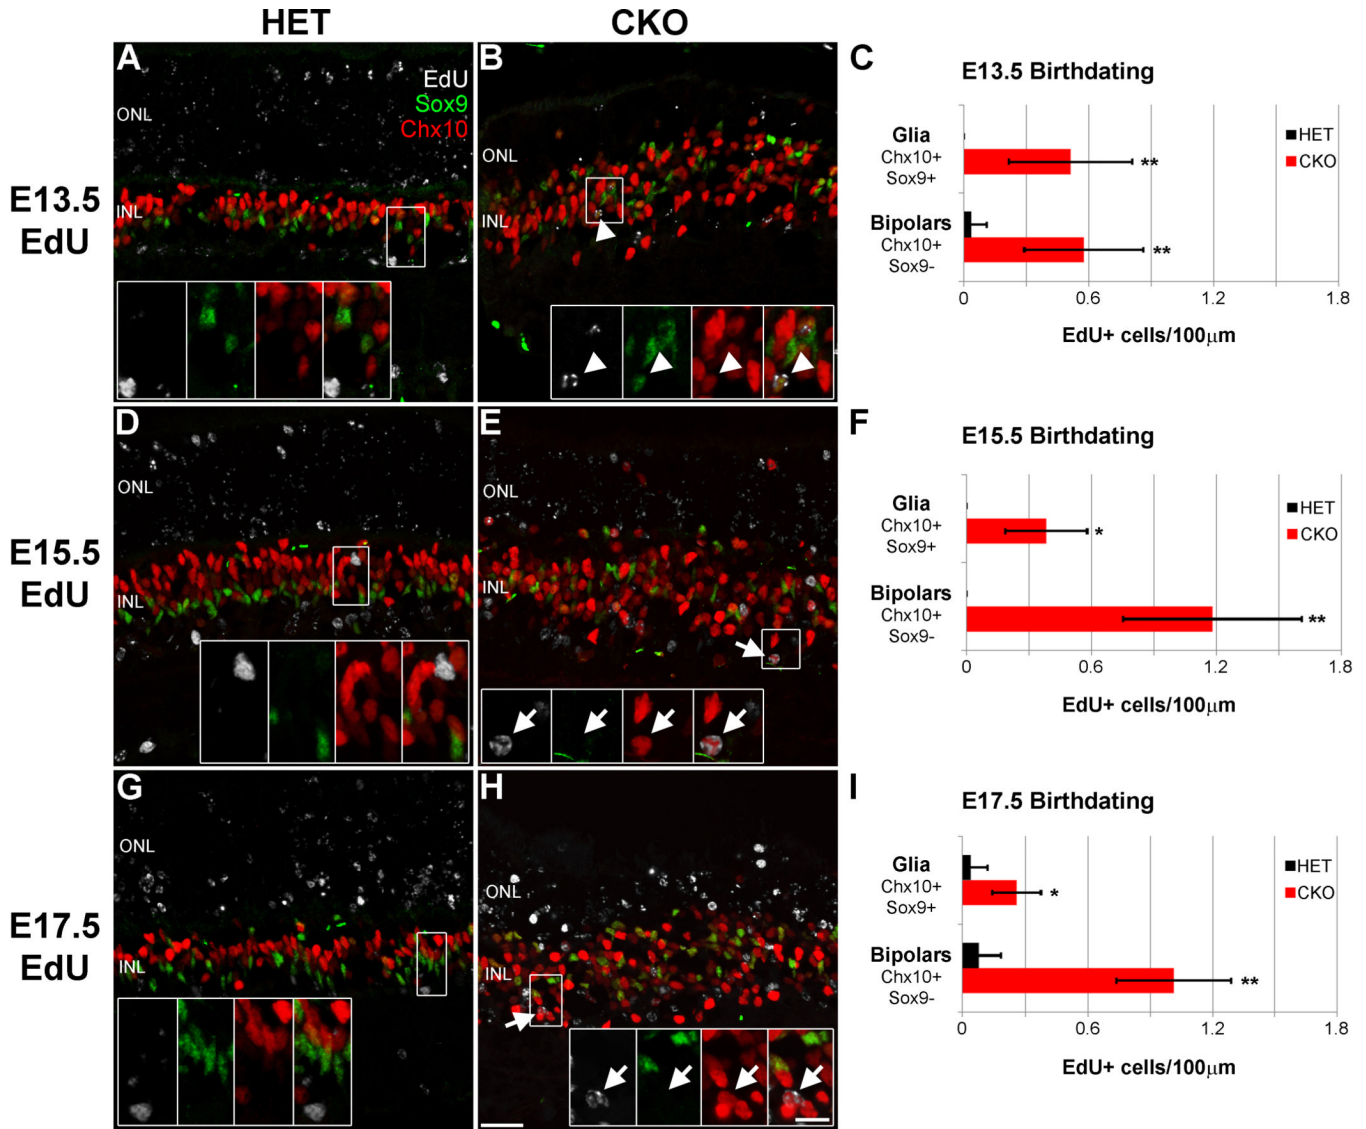 HET
CKO
A
EdU
Sox9
Chx10
ONL
INL
E13.5
EdU
B
ONL
INL
C
E13.5 Birthdating
Glia
Chx10+
Sox9+
Bipolars
Chx10+
Sox9-
HET
CKO
**
**
0 0.6 1.2 1.8
EdU+ cells/100μm
D
ONL
INL
E15.5
EdU
E
ONL
INL
F
E15.5 Birthdating
Glia
Chx10+
Sox9+
Bipolars
Chx10+
Sox9-
HET
CKO
*
**
0 0.6 1.2 1.8
EdU+ cells/100μm
G
ONL
INL
E17.5
EdU
H
ONL
INL
I
E17.5 Birthdating
Glia
Chx10+
Sox9+
Bipolars
Chx10+
Sox9-
HET
CKO
*
**
0 0.6 1.2 1.8
EdU+ cells/100μm